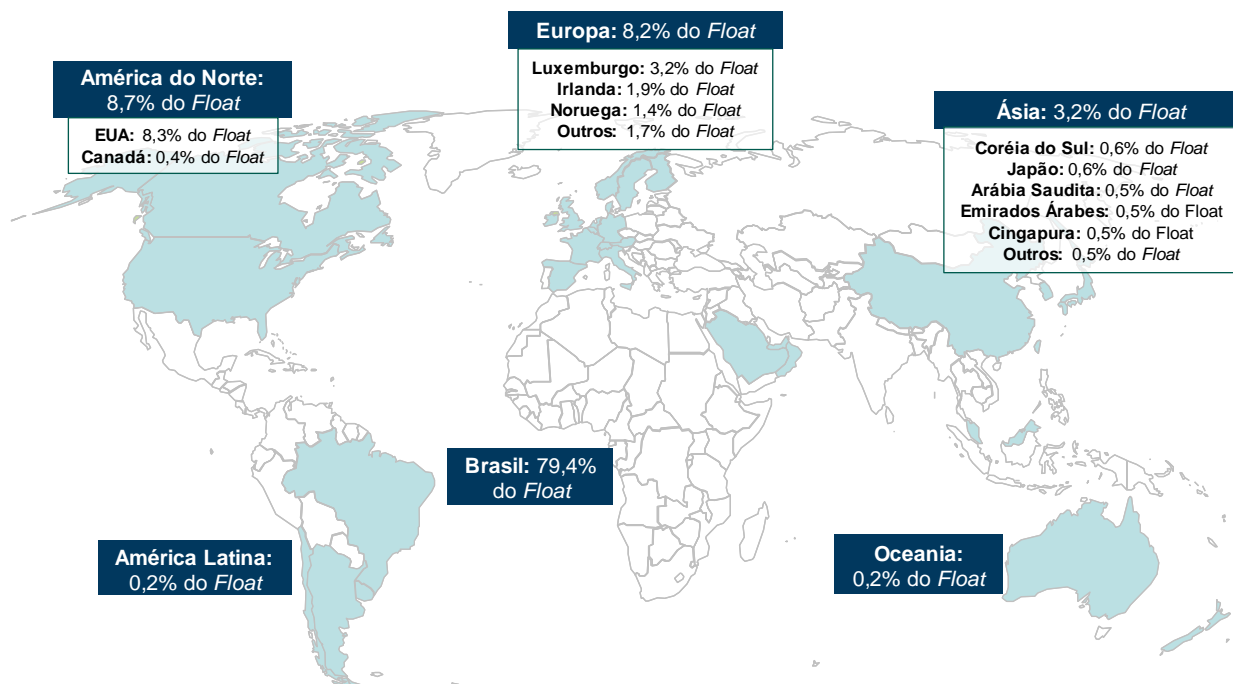 América do Norte:
8,7% do Float
EUA: 8,3% do Float
Canadá: 0,4% do Float
Europa: 8,2% do Float
Luxemburgo: 3,2% do Float
Irlanda: 1,9% do Float
Noruega: 1,4% do Float
Outros: 1,7% do Float
Ásia: 3,2% do Float
Coréia do Sul: 0,6% do Float
Japão: 0,6% do Float
Arábia Saudita: 0,5% do Float
Emirados Árabes: 0,5% do Float
Cingapura: 0,5% do Float
Outros: 0,5% do Float
Brasil: 79,4%
do Float
América Latina:
0,2% do Float
Oceania:
0,2% do Float